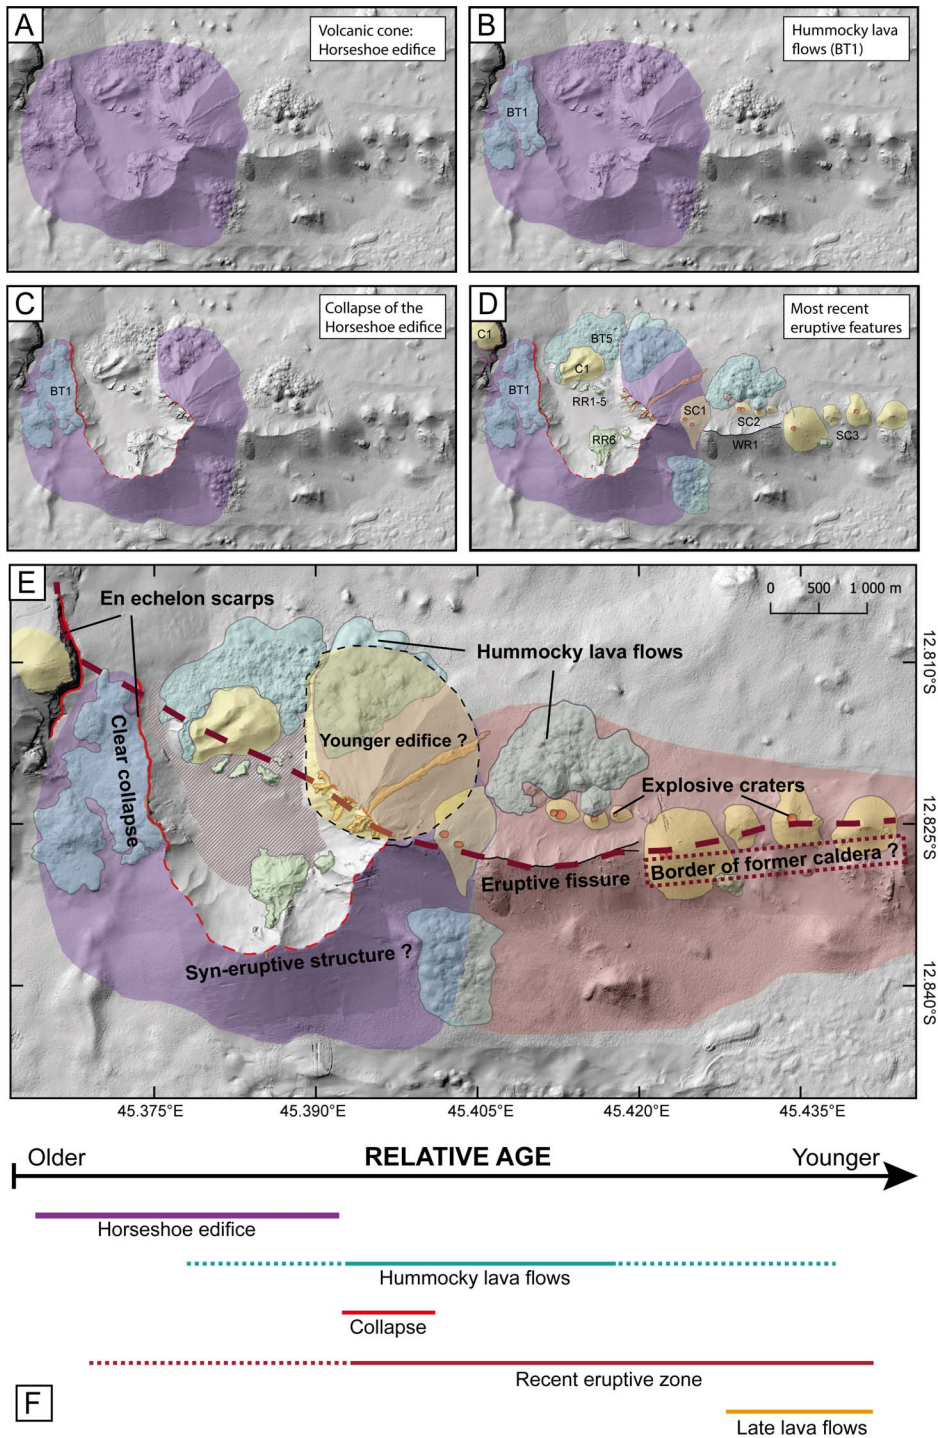 A
Volcanic cone:
Horseshoe edifice
B
Hummocky lava
flows (BT1)
BT1
C
Collapse of the
Horseshoe edifice
C1
BT1
D
Most recent
eruptive features
C1
BT5
BT1
C1
RR1-5
SC1
SC2
SC3
RR6
WR1
E
En echelon scarps
0 500 1 000 m
12.810°S
Hummocky lava flows
Clear collapse
Younger edifice ?
Explosive craters
12.825°S
Border of former caldera ?
Eruptive fissure
Syn-eruptive structure ?
12.840°S
45.375°E 45.390°E 45.405°E 45.420°E 45.435°E
Older RELATIVE AGE Younger
Horseshoe edifice
Hummocky lava flows
Collapse
Recent eruptive zone
F
Late lava flows